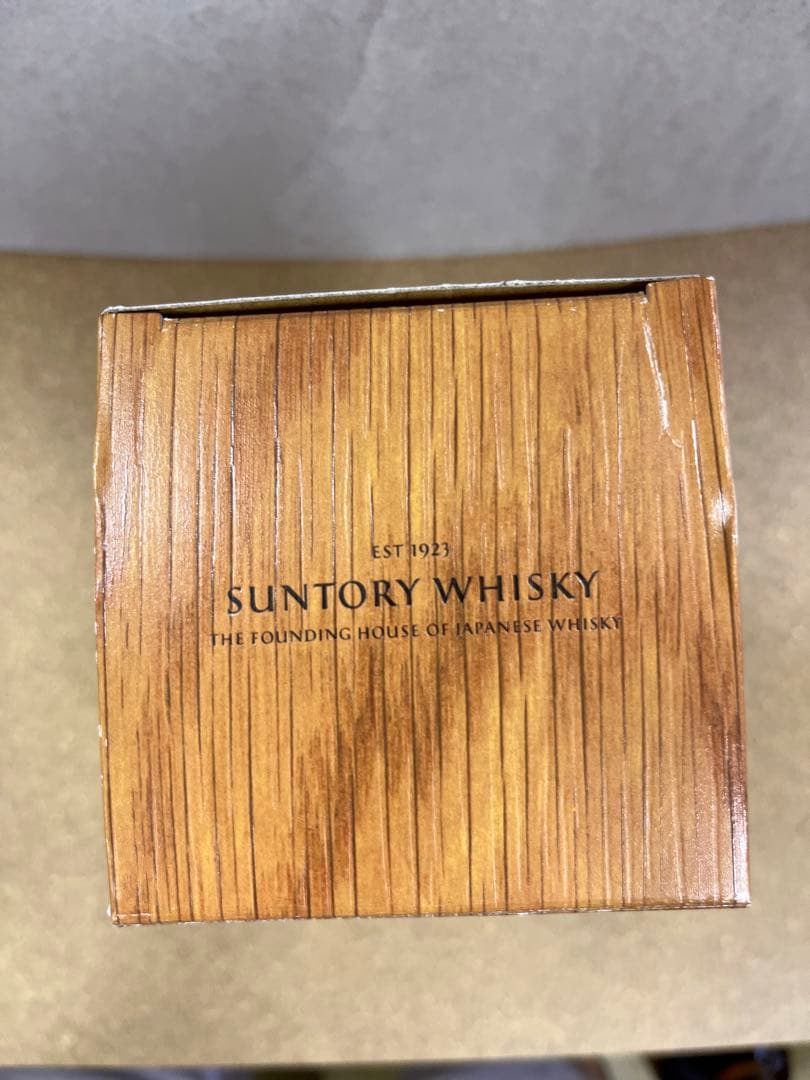 EST 1923
SUNTORY WHISKY
THE FOUNDING HOUSE OF JAPANESE WHISKY